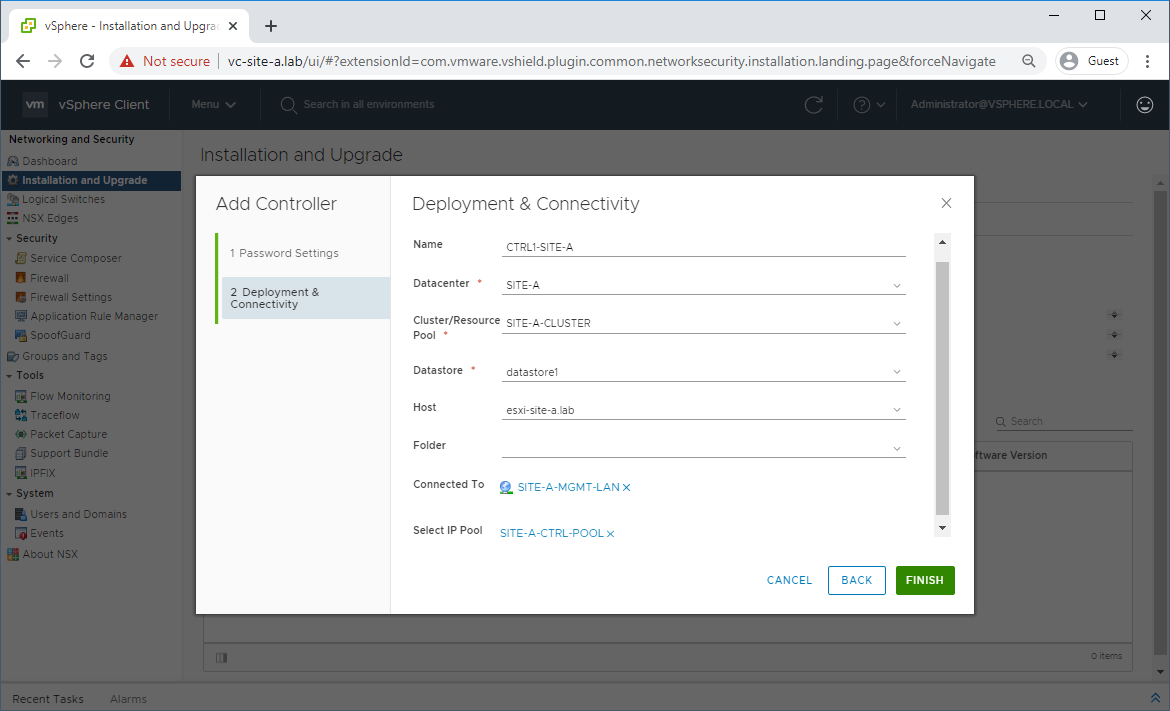 vSphere - Installation and Upgra
Not secure
vc-site-a.lab/ui/#?extensionId=com.vmware.vshield.plugin.common.networksecurity.installation.landing.page&forceNavigate
Guest
vm
vSphere Client
Menu
Search in all environments
Administrator@VSPHERE.LOCAL
Networking and Security
Dashboard
Installation and Upgrade
Logical Switches
NSX Edges
Security
Service Composer
Firewall
Firewall Settings
Application Rule Manager
SpoofGuard
Groups and Tags
Tools
Flow Monitoring
Traceflow
Packet Capture
Support Bundle
IPFIX
System
Users and Domains
Events
About NSX
Installation and Upgrade
Add Controller
1 Password Settings
2 Deployment &
Connectivity
Deployment & Connectivity
Name
CTRL1-SITE-A
Datacenter *
SITE-A
Cluster/Resource
Pool *
SITE-A-CLUSTER
Datastore *
datastore1
Host
esxi-site-a.lab
Folder
Connected To
SITE-A-MGMT-LAN
Select IP Pool
SITE-A-CTRL-POOL
CANCEL
BACK
FINISH
Search
ftware Version
0 items
Recent Tasks
Alarms